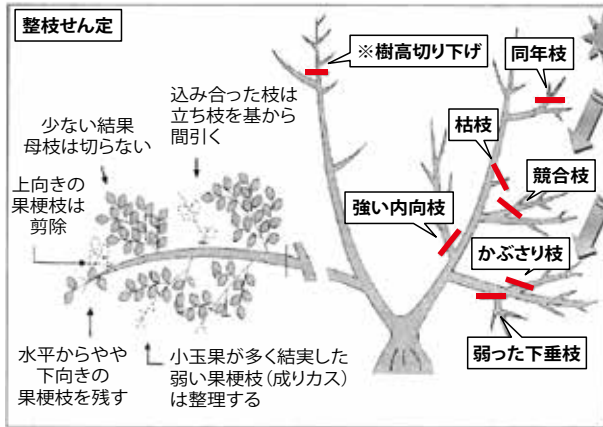 整枝せん定
※樹高切り下げ
同年枝
込み合った枝は
立ち枝を基から
間引く
少ない結果
母枝は切らない
枯枝
競合枝
上向きの
果梗枝は
剪除
強い内向枝
かぶさり枝
水平からやや
下向きの
果梗枝を残す
小玉果が多く結実した
弱い果梗枝(成りカス)
は整理する
弱った下垂枝